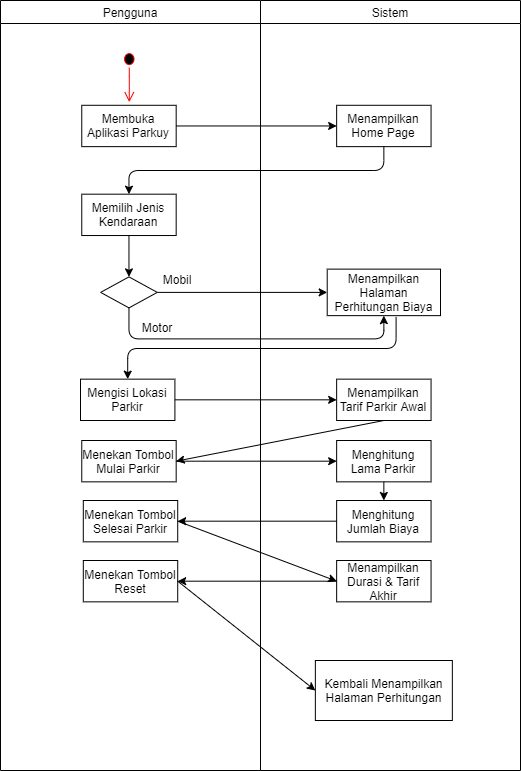 Pengguna
Sistem
Membuka
Aplikasi Parkuy
Menampilkan
Home Page
Memilih Jenis
Kendaraan
Mobil
Motor
Menampilkan
Halaman
Perhitungan Biaya
Mengisi Lokasi
Parkir
Menampilkan
Tarif Parkir Awal
Menekan Tombol
Mulai Parkir
Menghitung
Lama Parkir
Menekan Tombol
Selesai Parkir
Menghitung
Jumlah Biaya
Menekan Tombol
Reset
Menampilkan
Durasi & Tarif
Akhir
Kembali Menampilkan
Halaman Perhitungan